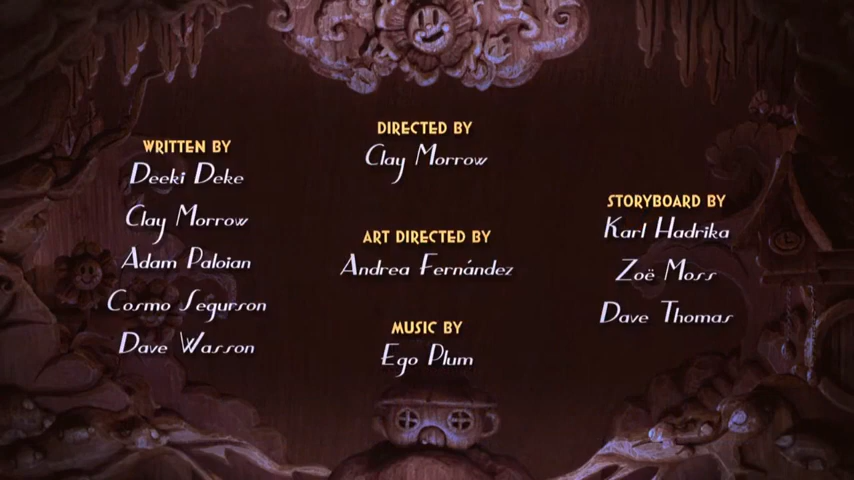 WRITTEN BY
Deeki Deke
Clay Morrow
Adam Paloian
Cosmo Segurson
Dave Wasson
DIRECTED BY
Clay Morrow
ART DIRECTED BY
Andrea Fernández
MUSIC BY
Ego Plum
STORYBOARD BY
Karl Hadrika
Zoë Moss
Dave Thomas